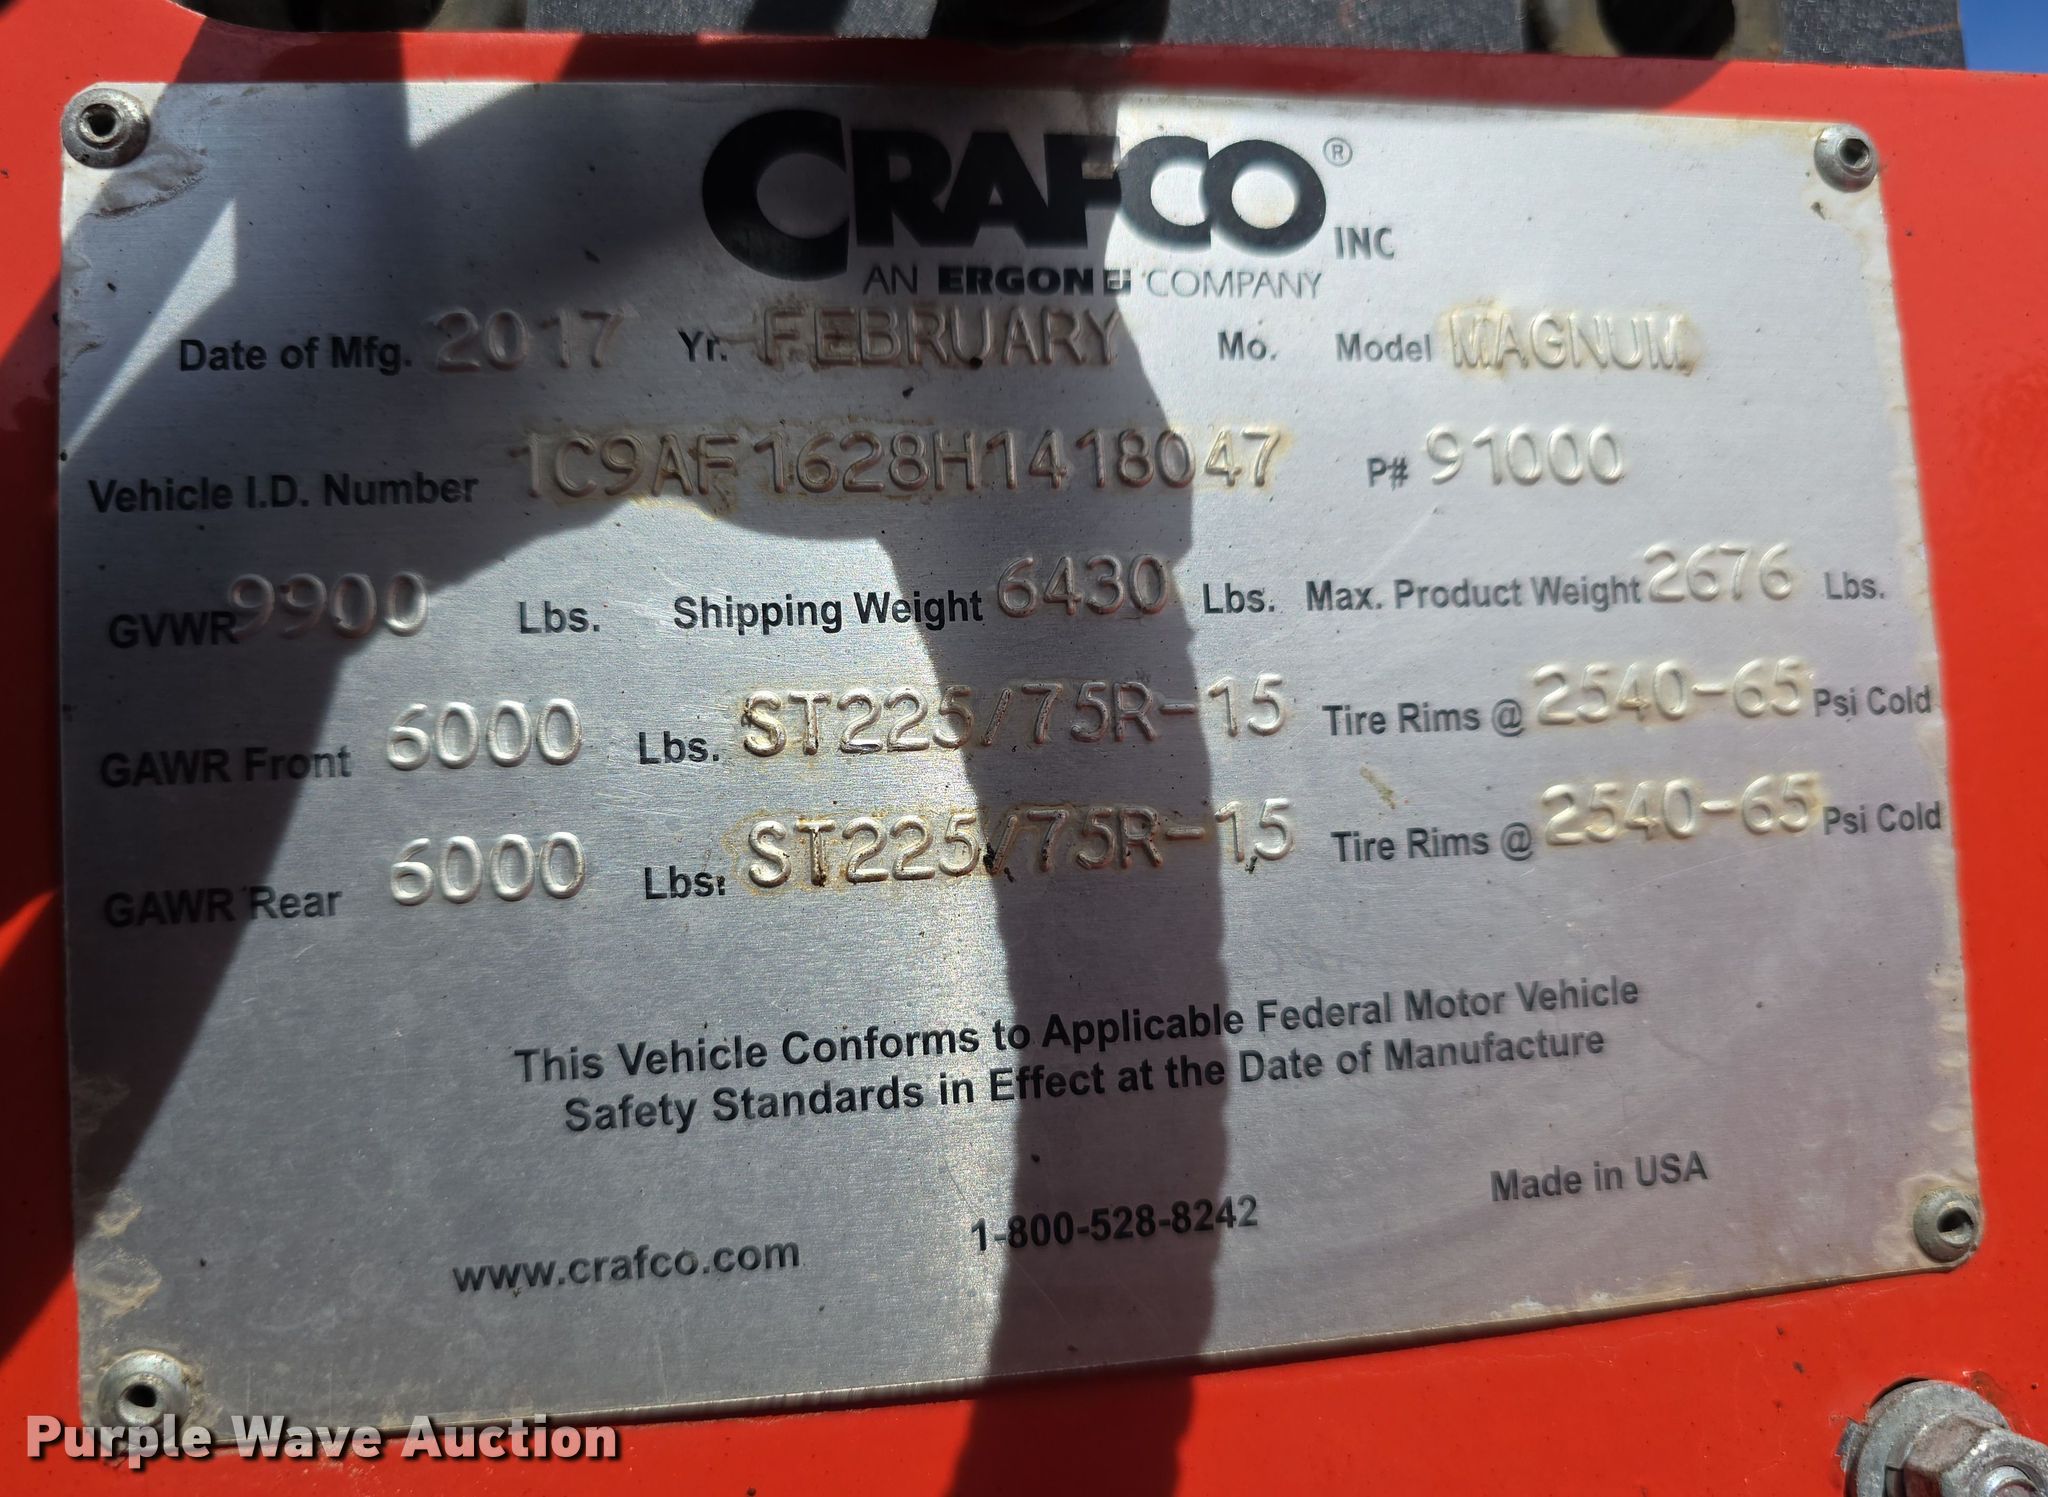 CRAFCO® INC
AN ERGON COMPANY
Date of Mfg. 2017 Yr. FEBRUARY Mo. Model MAGNUM
Vehicle I.D. Number 1C9AF1628H1418047 P# 91000
GVWR 9900 Lbs. Shipping Weight 6430 Lbs. Max. Product Weight 2676 Lbs.
GAWR Front 6000 Lbs. ST225/75R-15 Tire Rims @ 2540-65 Psi Cold
GAWR Rear 6000 Lbs. ST225/75R-15 Tire Rims @ 2540-65 Psi Cold
This Vehicle Conforms to Applicable Federal Motor Vehicle
Safety Standards in Effect at the Date of Manufacture
Made in USA
www.crafco.com 1-800-528-8242
Purple Wave Auction